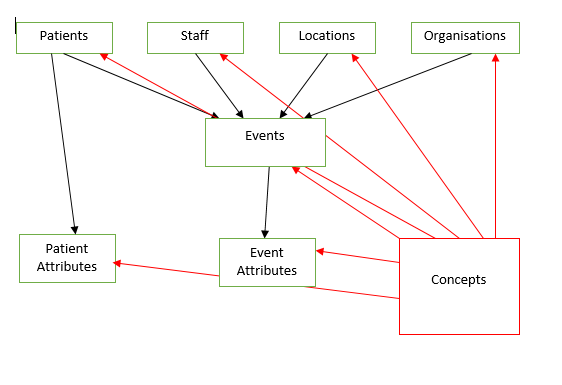 Patients
Staff
Locations
Organisations
Events
Patient
Attributes
Event
Attributes
Concepts